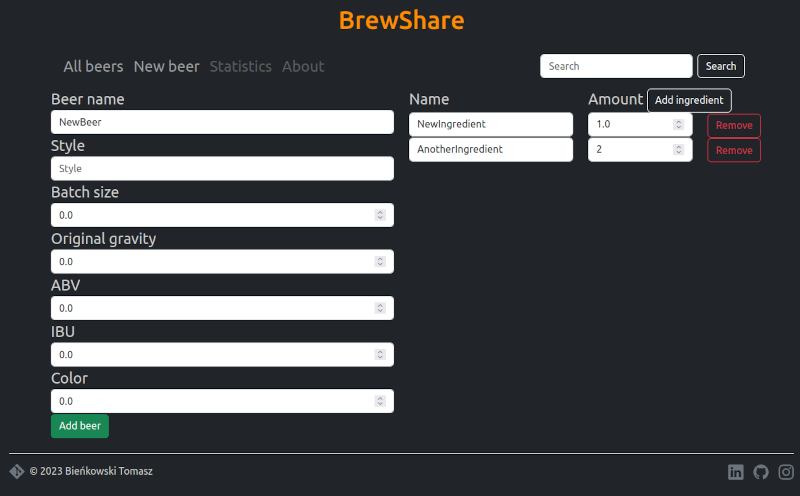 BrewShare
All beers New beer Statistics About Search Search
Beer name
NewBeer
Style
Style
Batch size
0.0
Original gravity
0.0
ABV
0.0
IBU
0.0
Color
0.0
Add beer
Name Amount Add ingredient
NewIngredient 1.0 Remove
AnotherIngredient 2 Remove
© 2023 Bieńkowski Tomasz